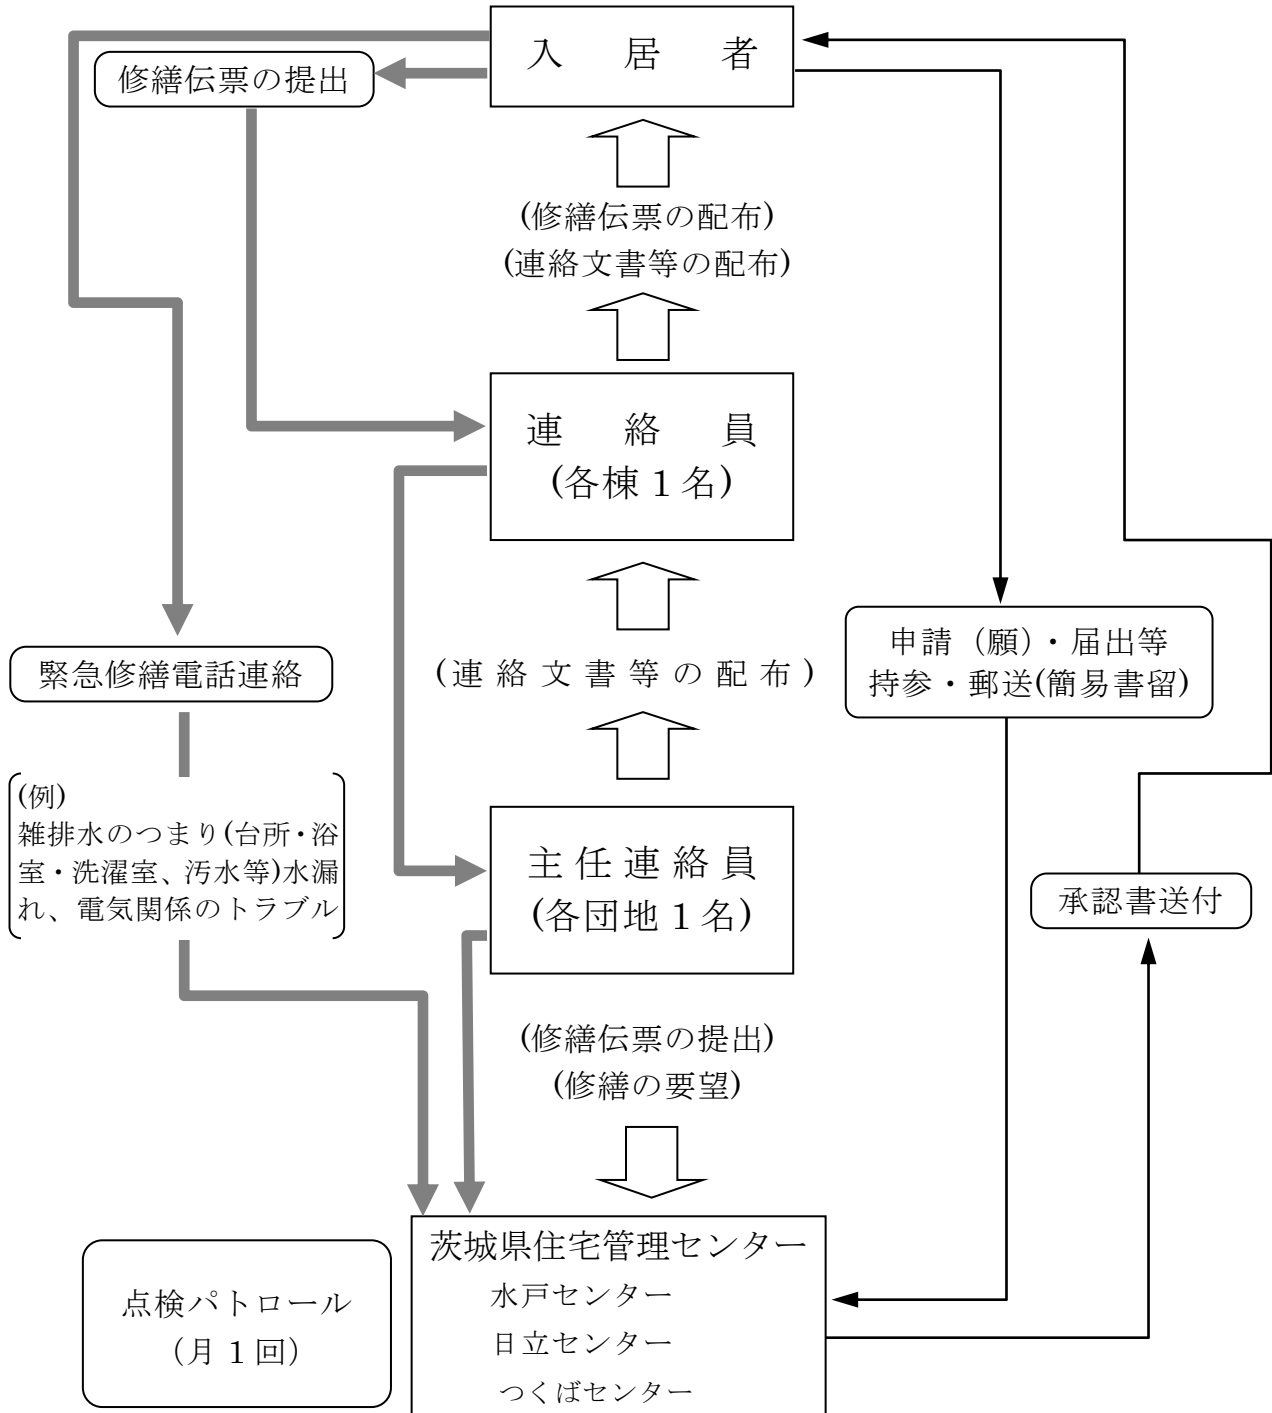 入居者
修繕伝票の提出
(修繕伝票の配布)
(連絡文書等の配布)
連絡員
(各棟1名)
緊急修繕電話連絡
(連絡文書等の配布)
申請（願）・届出等
持参・郵送(簡易書留)
(例)
雑排水のつまり(台所・浴
室・洗濯室、汚水等)水漏
れ、電気関係のトラブル
主任連絡員
(各団地1名)
承認書送付
(修繕伝票の提出)
(修繕の要望)
点検パトロール
（月1回）
茨城県住宅管理センター
水戸センター
日立センター
つくばセンター